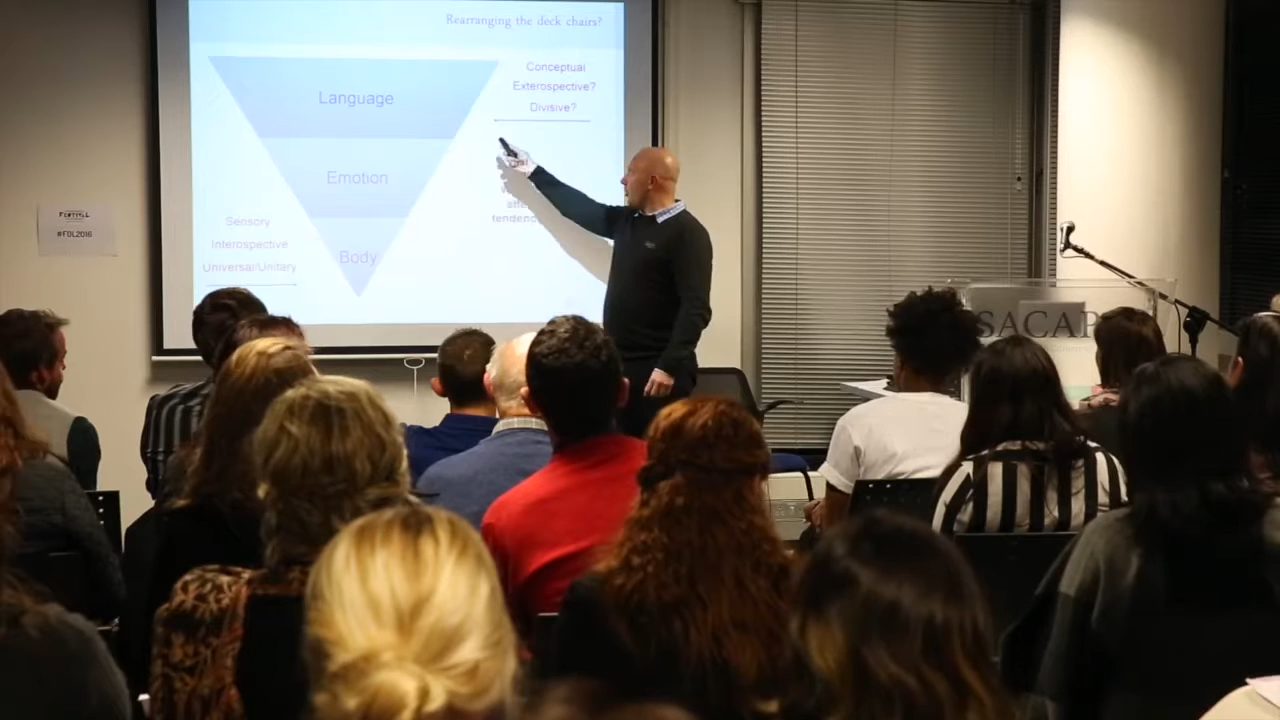 Rearranging the deck chairs?
Conceptual
Exterospective?
Divisive?
Language
Emotion
Body
Sensory
Interospective
Universal/Unitary
FESTIVAL
#FOL2016
SACAP